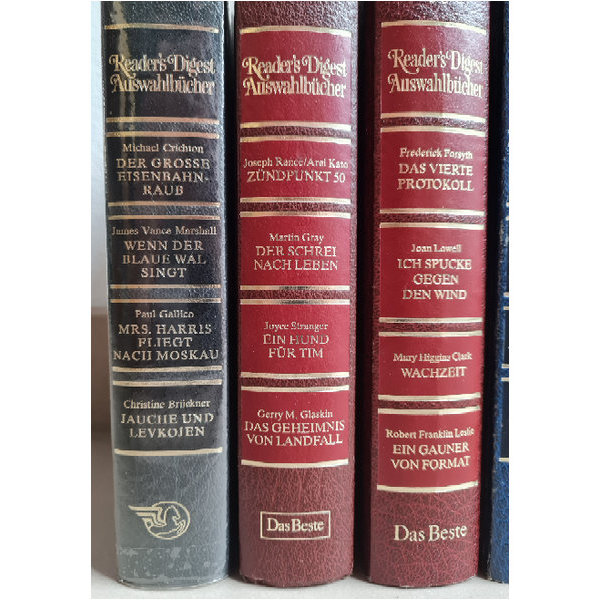 Reader's Digest
Auswahlbücher
Michael Crichton
DER GROSSE
EISENBAHN-
RAUB
James Vance Marshall
WENN DER
BLAUE WAL
SINGT
Paul Gallico
MRS. HARRIS
FLIEGT
NACH MOSKAU
Christine Brückner
JAUCHE UND
LEVKOJEN
Reader's Digest
Auswahlbücher
Joseph Rance/Arei Kato
ZÜNDPUNKT 50
Martin Gray
DER SCHREI
NACH LEBEN
Joyce Stranger
EIN HUND
FÜR TIM
Gerry M. Glaskin
DAS GEHEIMNIS
VON LANDFALL
Das Beste
Reader's Digest
Auswahlbücher
Frederick Forsyth
DAS VIERTE
PROTOKOLL
Joan Lowell
ICH SPUCKE
GEGEN
DEN WIND
Mary Higgins Clark
WACHZEIT
Robert Franklin Leslie
EIN GAUNER
VON FORMAT
Das Beste